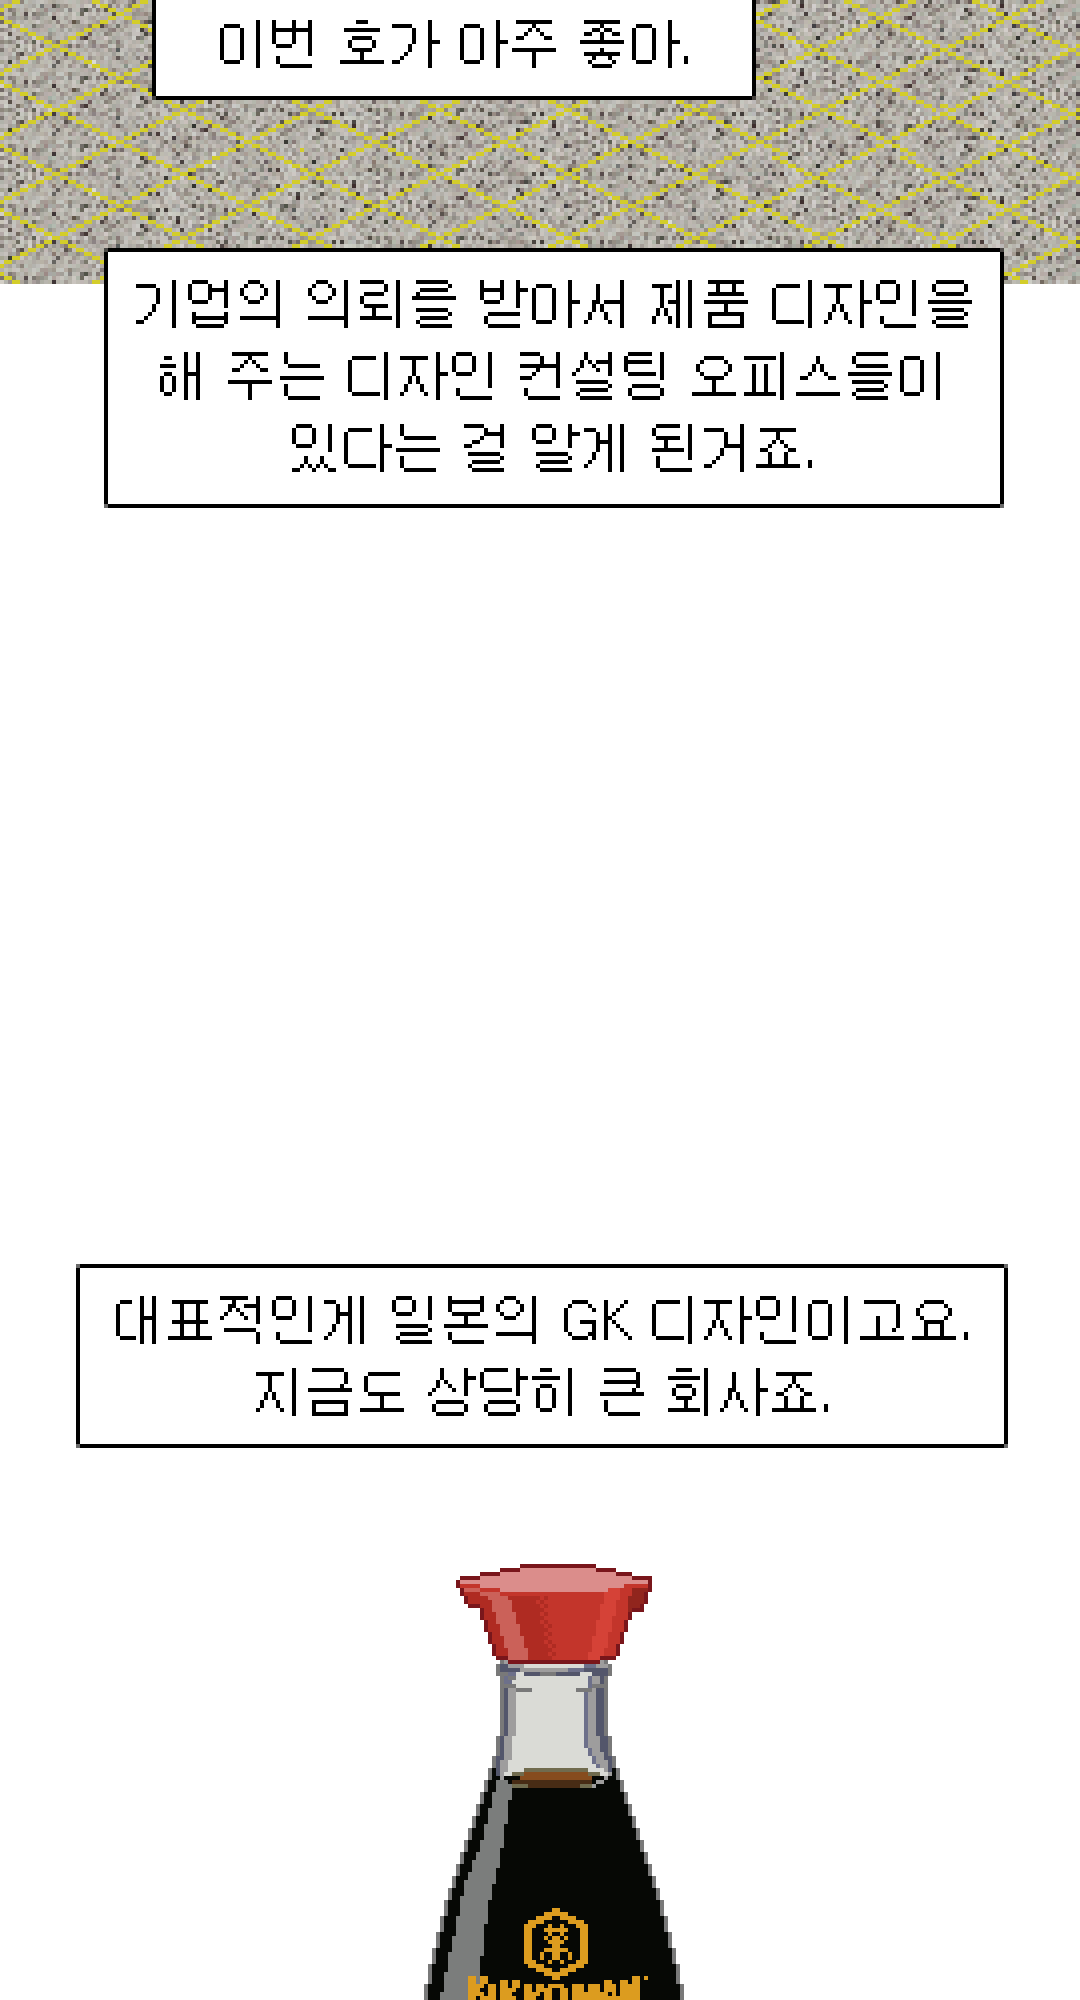 이번 호가 아주 좋아.
기업의 의뢰를 받아서 제품 디자인을
해 주는 디자인 컨설팅 오피스들이
있다는 걸 알게 된거죠.
대표적인게 일본의 GK 디자인이고요.
지금도 상당히 큰 회사죠.
KIKKOMAN